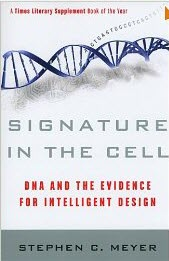 A Times Literary Supplement Book of the Year
SIGNATURE
IN THE CELL
DNA AND THE EVIDENCE
FOR INTELLIGENT DESIGN
STEPHEN C. MEYER